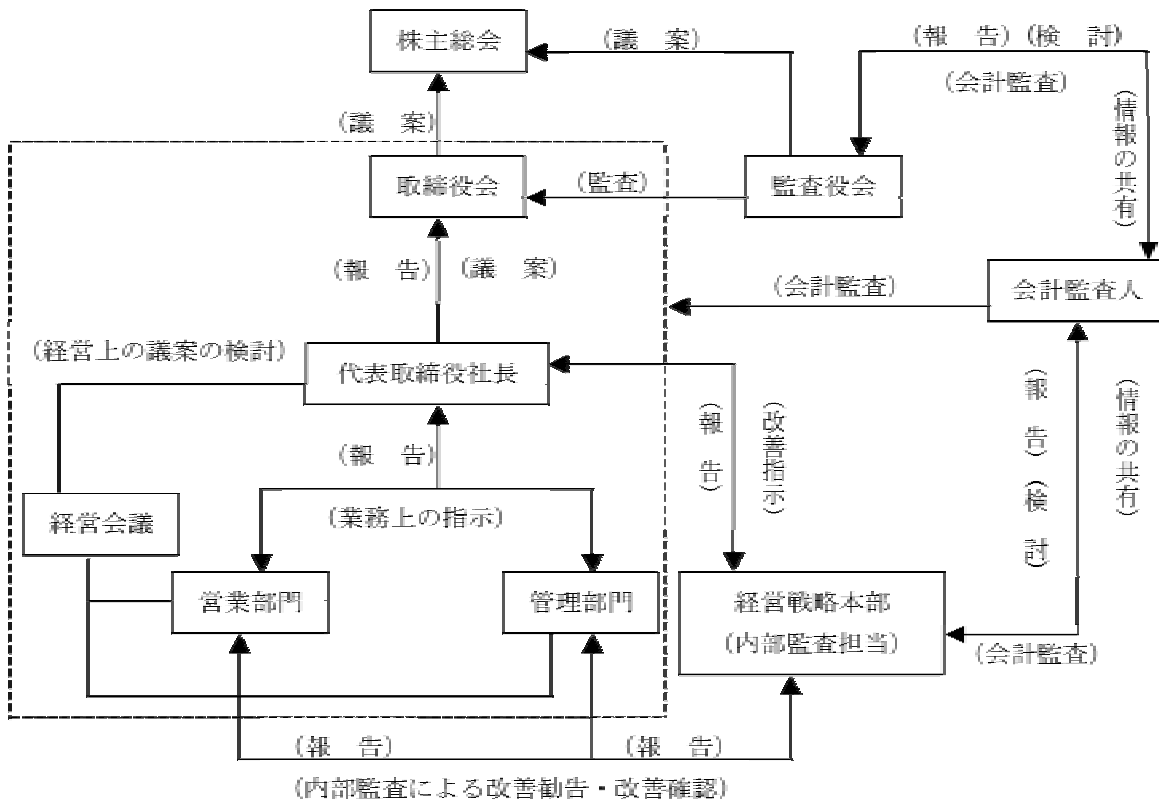 株主総会
(議 案)
(報 告)(検 討)
(会計監査)
(情報の共有)
(議 案)
取締役会
(監査)
監査役会
(報 告)
(議 案)
(会計監査)
会計監査人
(経営上の議案の検討)
代表取締役社長
(報 告)
(改善指示)
(報 告)(検 討)
(情報の共有)
(報 告)
経営会議
(業務上の指示)
営業部門
管理部門
経営戦略本部
(内部監査担当)
(会計監査)
(報 告)
(報 告)
(内部監査による改善勧告・改善確認)